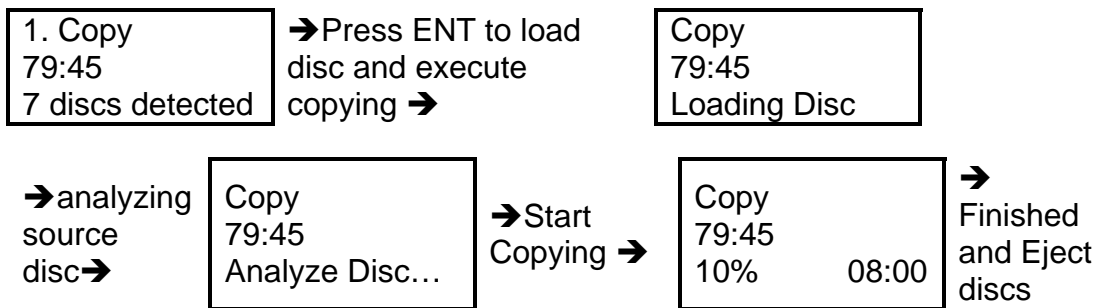 1. Copy
79:45
7 discs detected
➔Press ENT to load
disc and execute
copying ➔
Copy
79:45
Loading Disc
➔analyzing
source
disc➔
Copy
79:45
Analyze Disc…
➔Start
Copying ➔
Copy
79:45
10% 08:00
➔
Finished
and Eject
discs